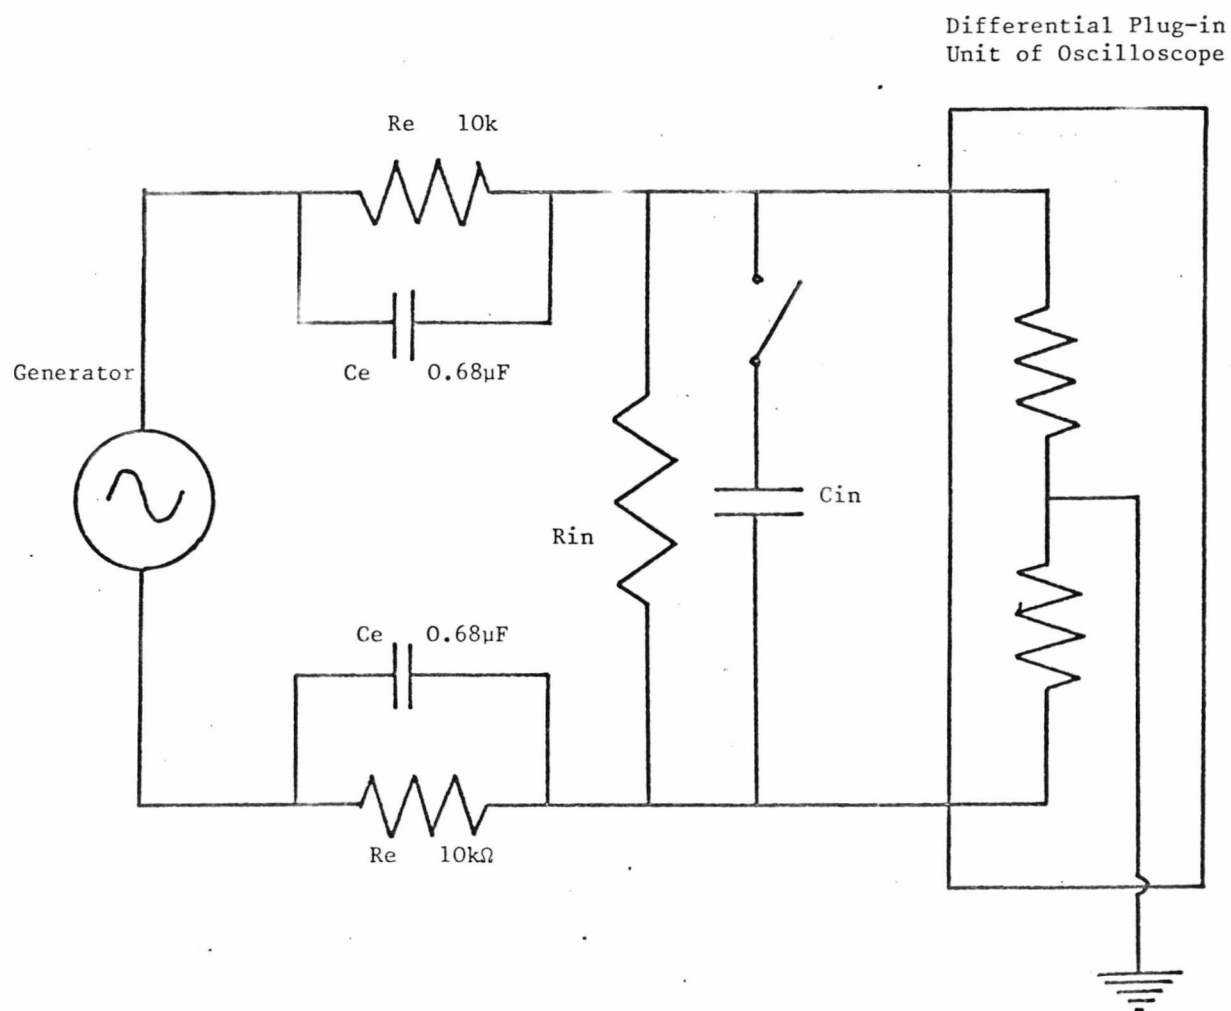 Differential Plug-in
Unit of Oscilloscope
Re 10k
Generator
Ce 0.68μF
Cin
Rin
Ce 0.68μF
Re 10kΩ